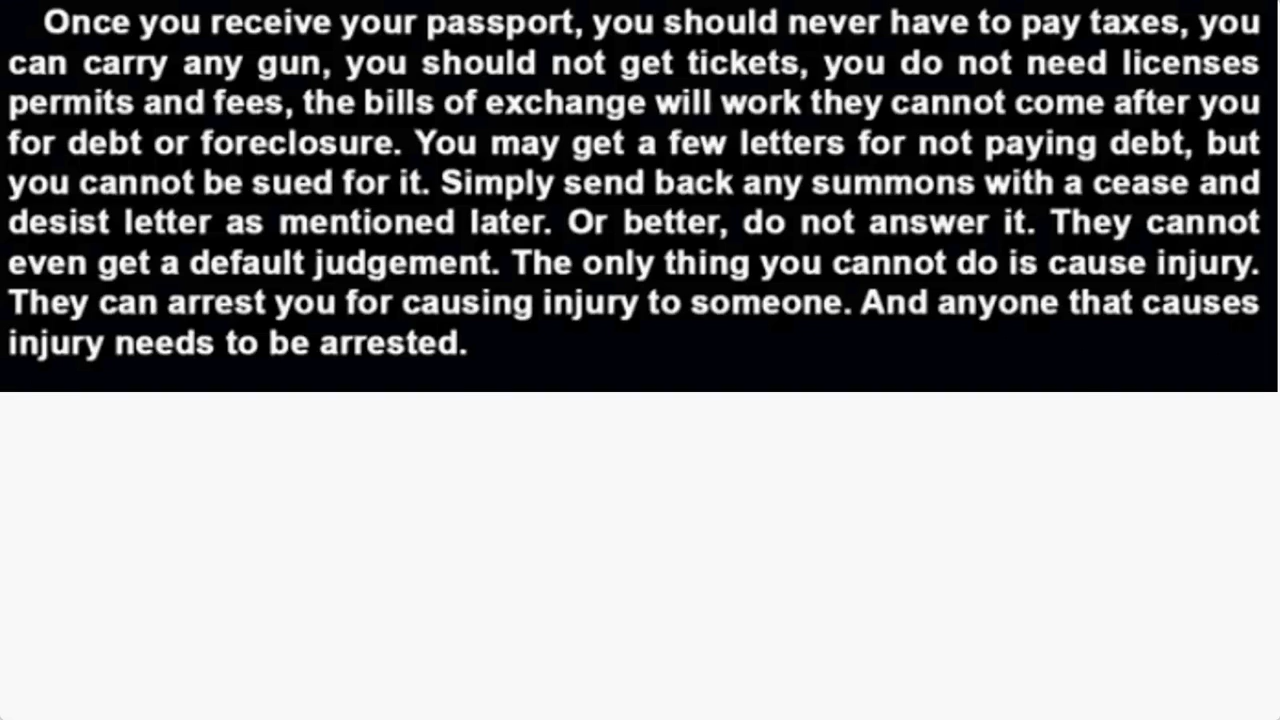 Once you receive your passport, you should never have to pay taxes, you
can carry any gun, you should not get tickets, you do not need licenses
permits and fees, the bills of exchange will work they cannot come after you
for debt or foreclosure. You may get a few letters for not paying debt, but
you cannot be sued for it. Simply send back any summons with a cease and
desist letter as mentioned later. Or better, do not answer it. They cannot
even get a default judgement. The only thing you cannot do is cause injury.
They can arrest you for causing injury to someone. And anyone that causes
injury needs to be arrested.